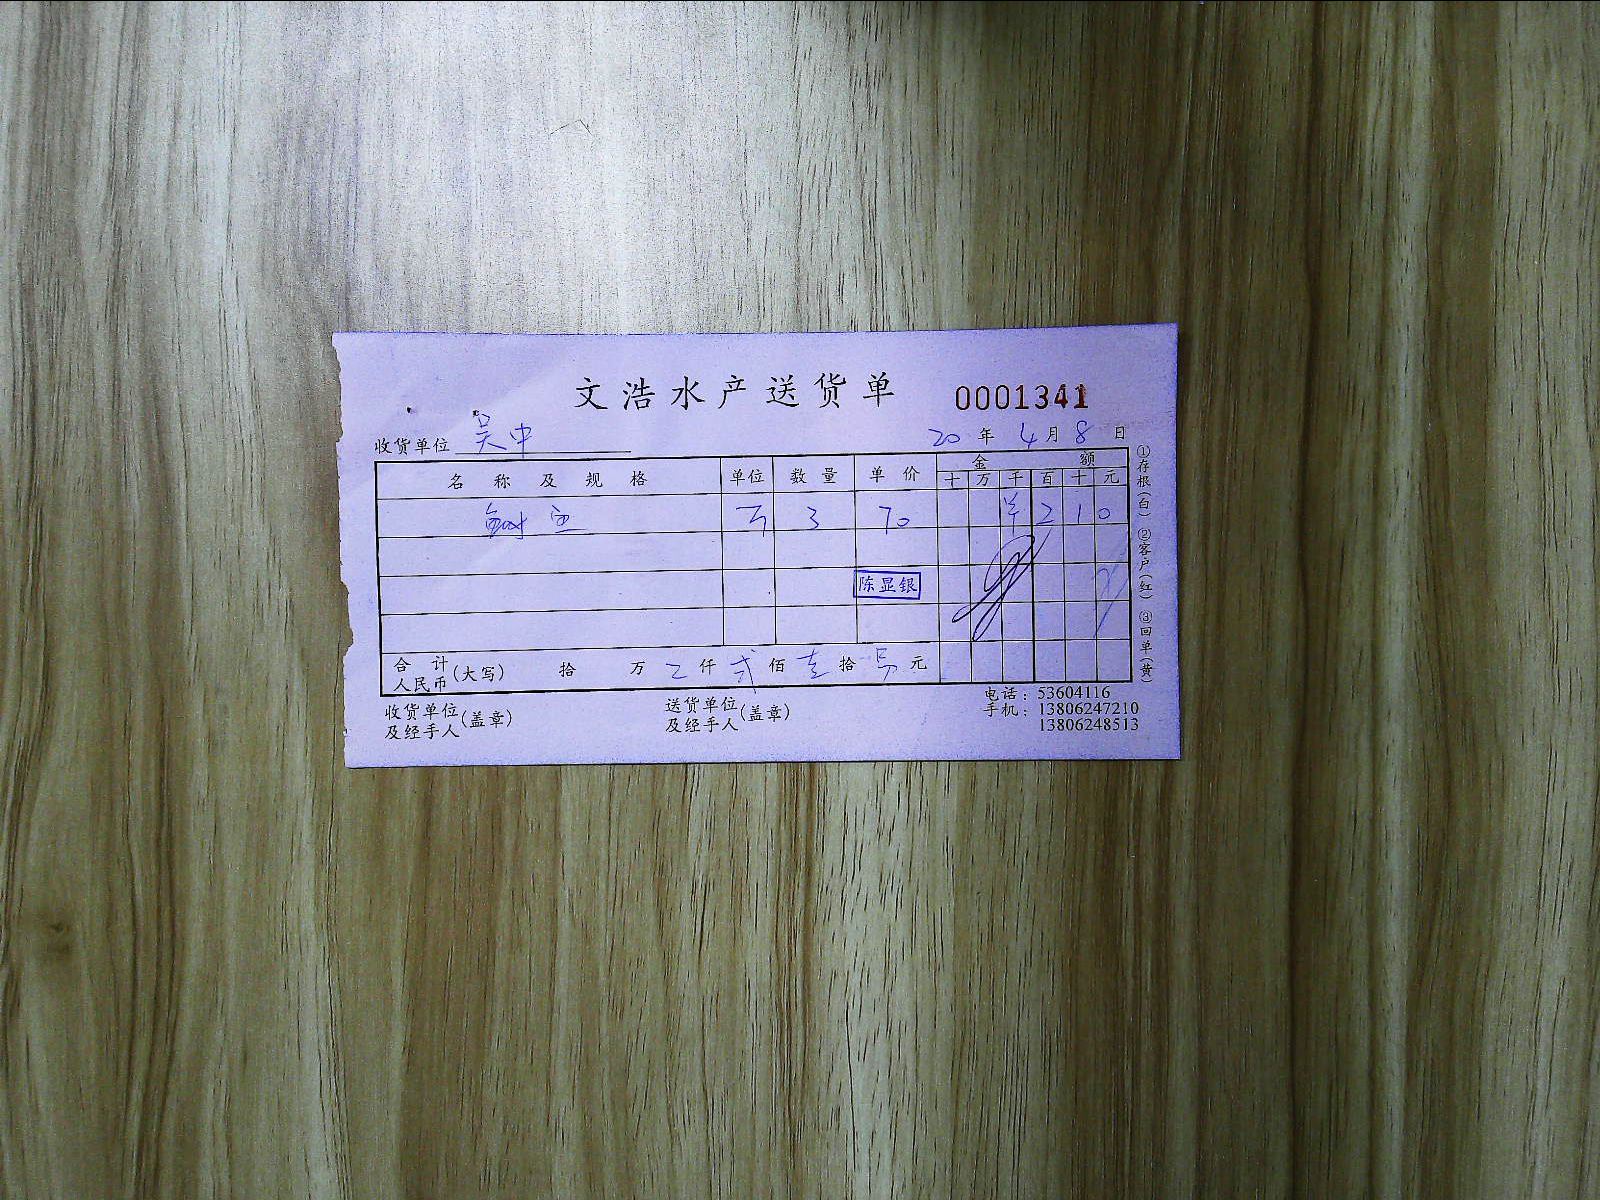 文浩水产送货单 0001341
收货单位 吴中 20 年 4 月 8 日
名称及规格 单位 数量 单价 金额
十 万 千 百 十 元
3 70 ¥ 2 1 0
陈显银
合计人民币(大写) 拾 万 仟 弍 佰 壹 拾 元
收货单位及经手人(盖章) 送货单位及经手人(盖章)
电话:53604116
手机:13806247210
13806248513
①存根(白) ②客户(红) ③回单(黄)